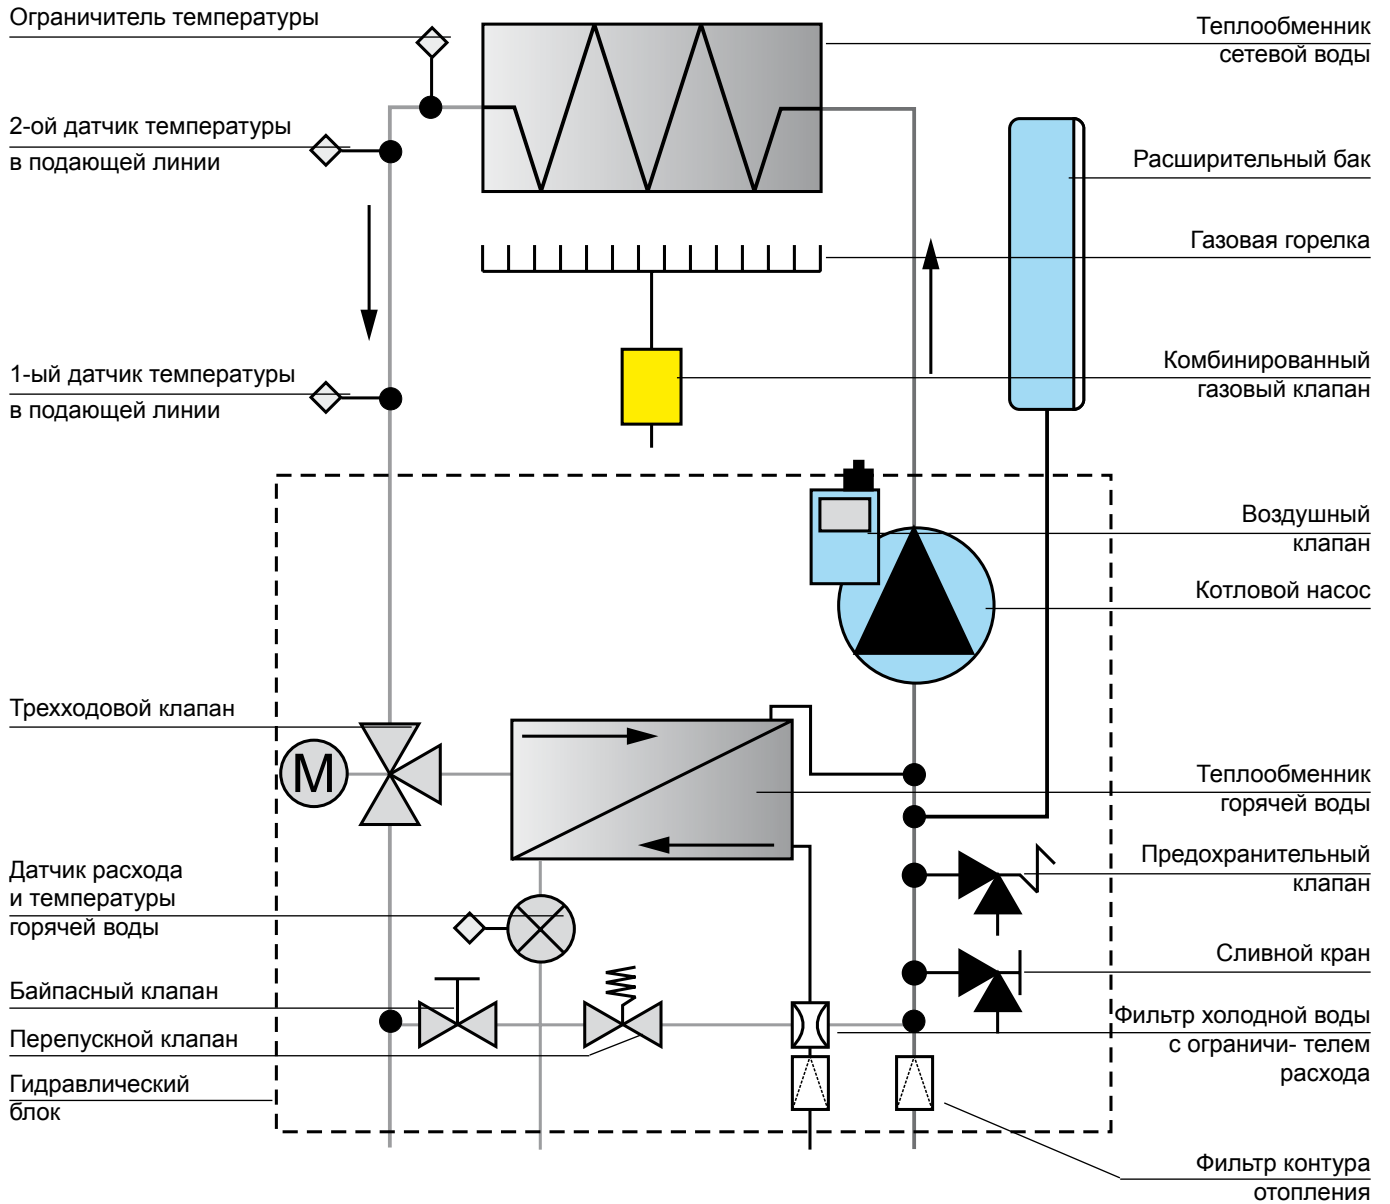 Ограничитель температуры
2-ой датчик температуры
в подающей линии
1-ый датчик температуры
в подающей линии
Трехходовой клапан
M
Датчик расхода
и температуры
горячей воды
Байпасный клапан
Перепускной клапан
Гидравлический
блок
Теплообменник
сетевой воды
Расширительный бак
Газовая горелка
Комбинированный
газовый клапан
Воздушный
клапан
Котловой насос
Теплообменник
горячей воды
Предохранительный
клапан
Сливной кран
Фильтр холодной воды
с ограничи- телем
расхода
Фильтр контура
отопления